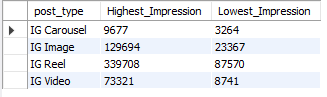 post_type Highest_Impression Lowest_Impression
IG Carousel 9677 3264
IG Image 129694 23367
IG Reel 339708 87570
IG Video 73321 8741